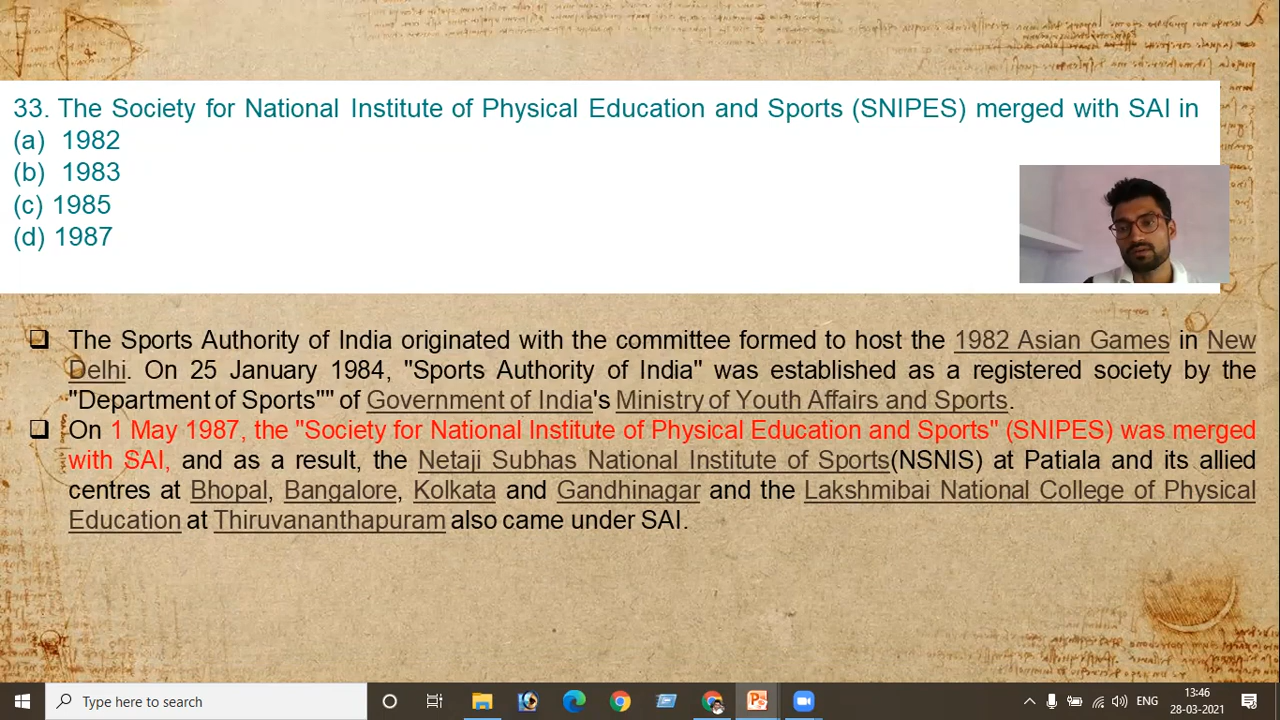 33. The Society for National Institute of Physical Education and Sports (SNIPES) merged with SAI in
(a) 1982
(b) 1983
(c) 1985
(d) 1987
❑ The Sports Authority of India originated with the committee formed to host the 1982 Asian Games in New
Delhi. On 25 January 1984, "Sports Authority of India" was established as a registered society by the
"Department of Sports"" of Government of India's Ministry of Youth Affairs and Sports.
❑ On 1 May 1987, the "Society for National Institute of Physical Education and Sports" (SNIPES) was merged
with SAI, and as a result, the Netaji Subhas National Institute of Sports(NSNIS) at Patiala and its allied
centres at Bhopal, Bangalore, Kolkata and Gandhinagar and the Lakshmibai National College of Physical
Education at Thiruvananthapuram also came under SAI.
Type here to search
ENG
13:46
28-03-2021